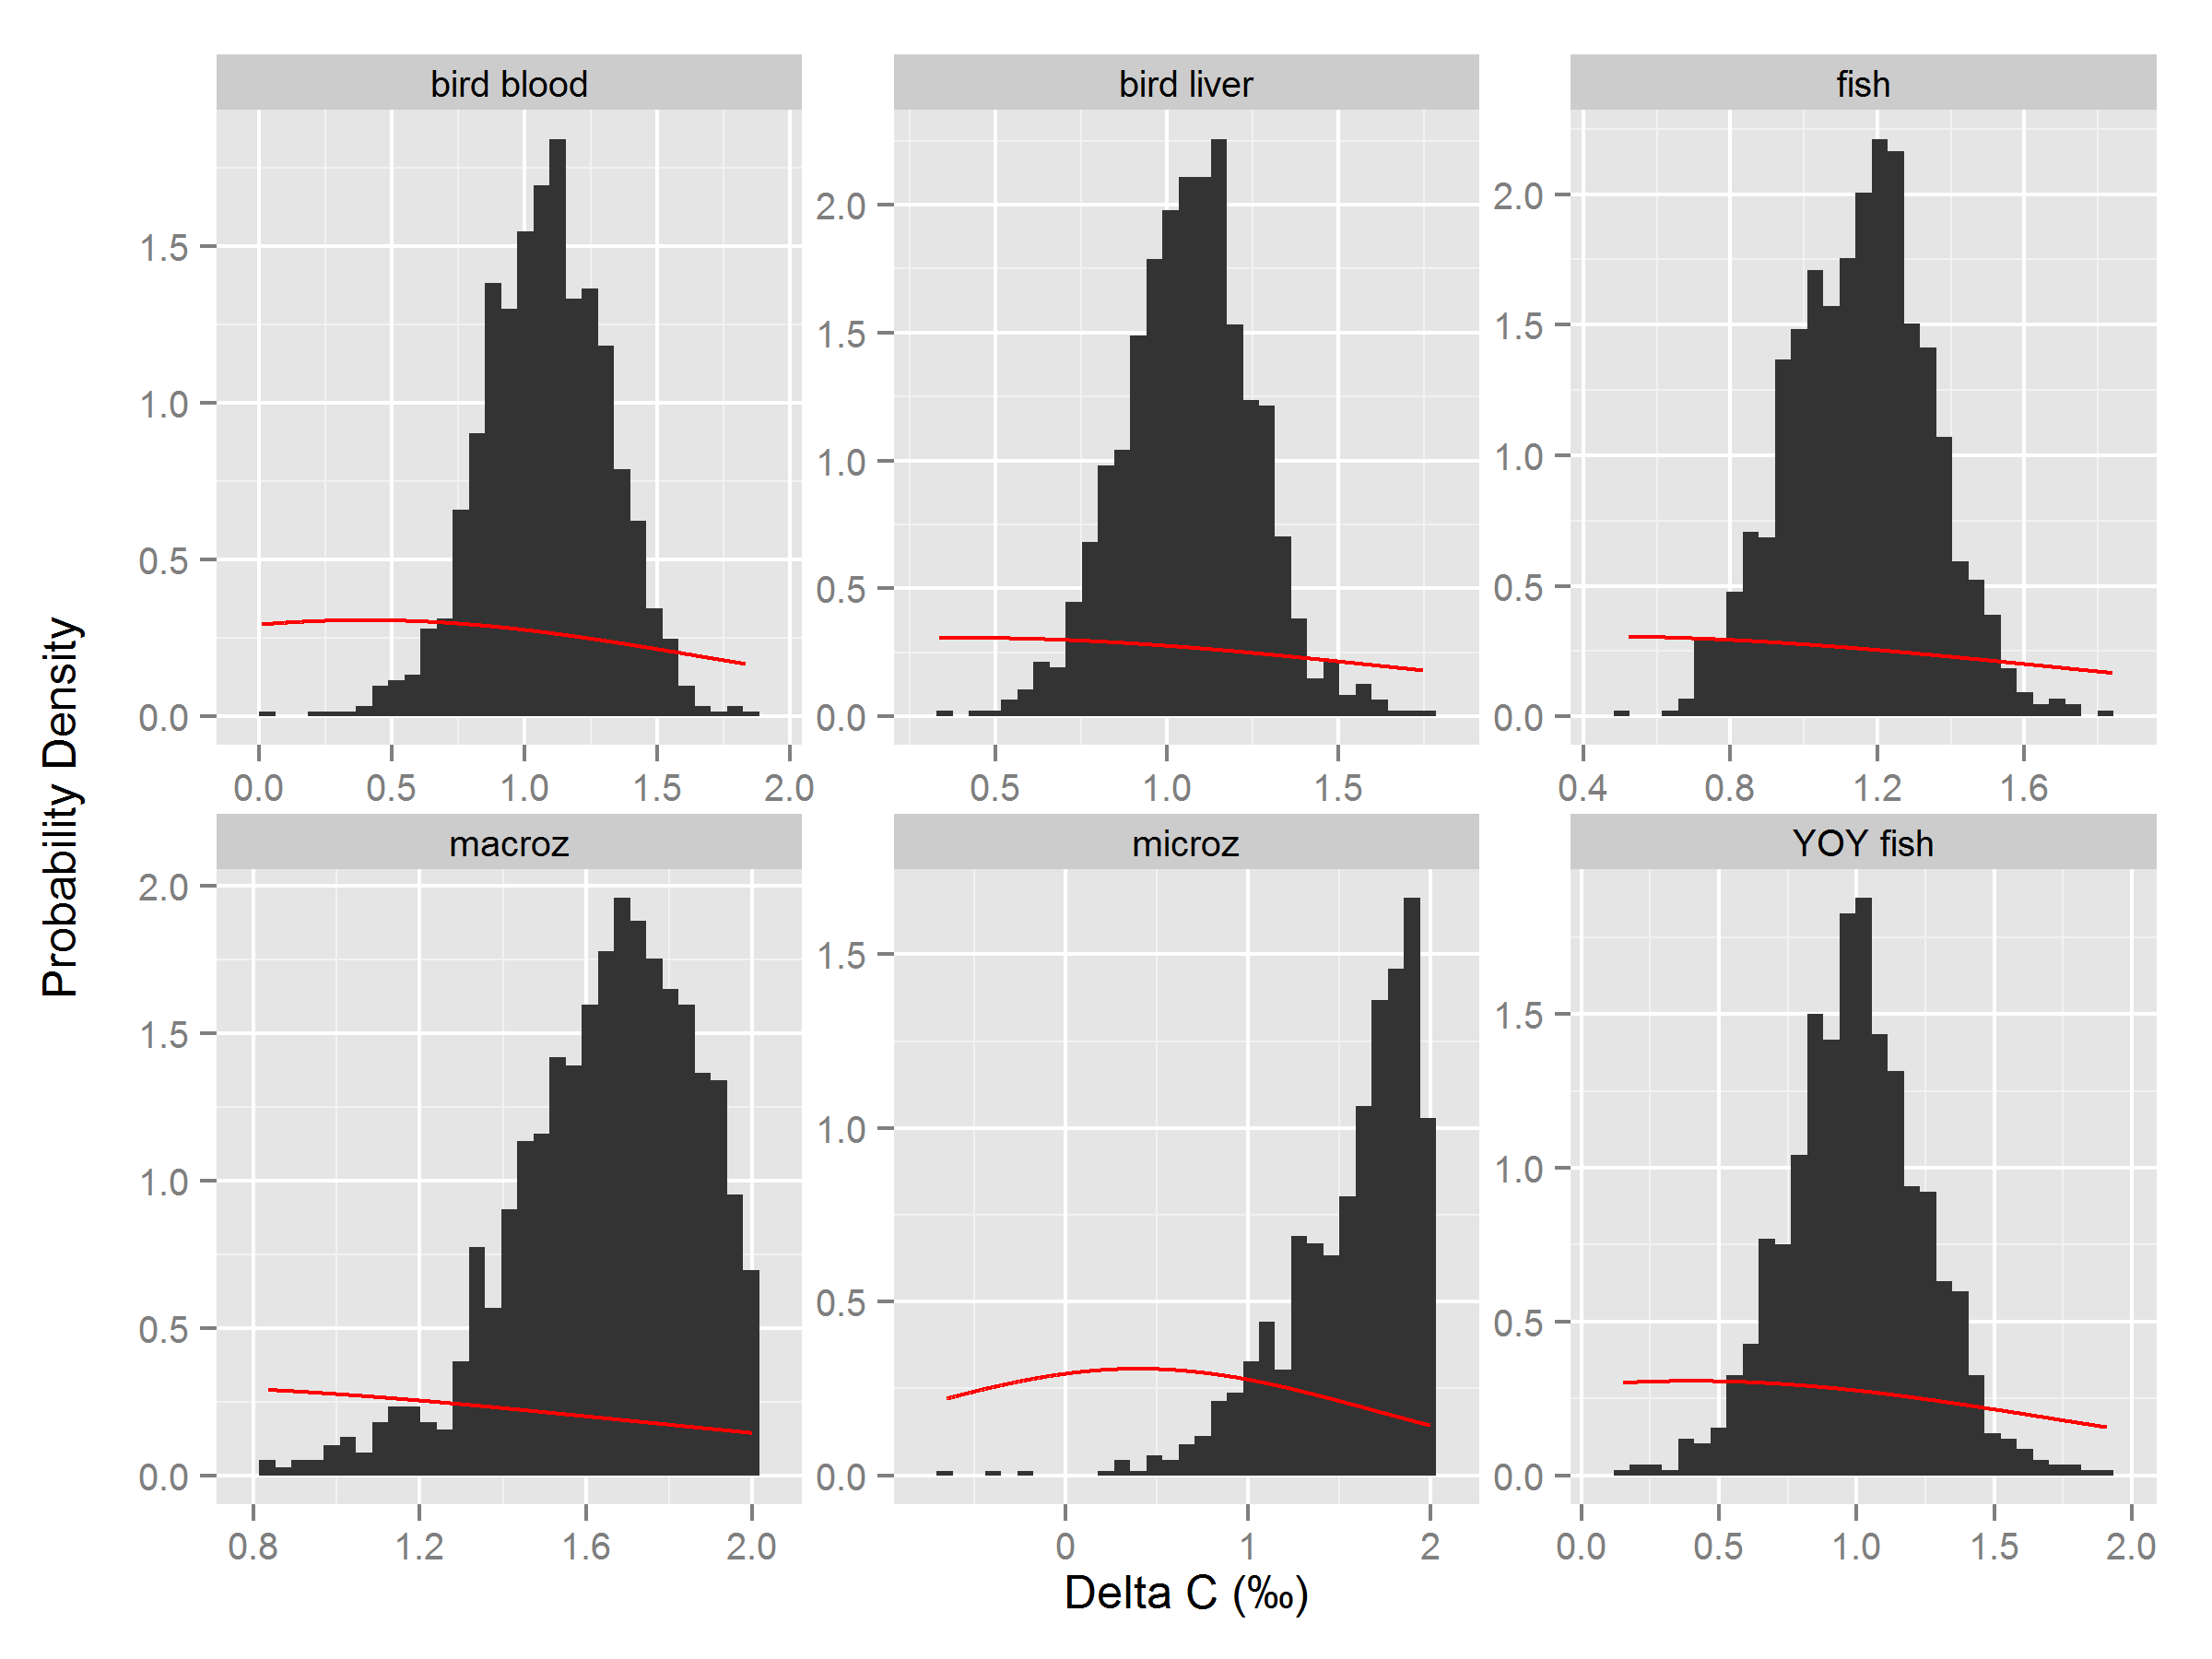 bird blood
bird liver
fish
1.5
1.0
0.5
0.0
2.0
1.5
1.0
0.5
0.0
2.0
1.5
1.0
0.5
0.0
0.0 0.5 1.0 1.5 2.0
0.5 1.0 1.5
0.4 0.8 1.2 1.6
Probability Density
macroz
microz
YOY fish
2.0
1.5
1.0
0.5
0.0
1.5
1.0
0.5
0.0
1.5
1.0
0.5
0.0
0.8 1.2 1.6 2.0
0 1 2
0.0 0.5 1.0 1.5 2.0
Delta C (‰)